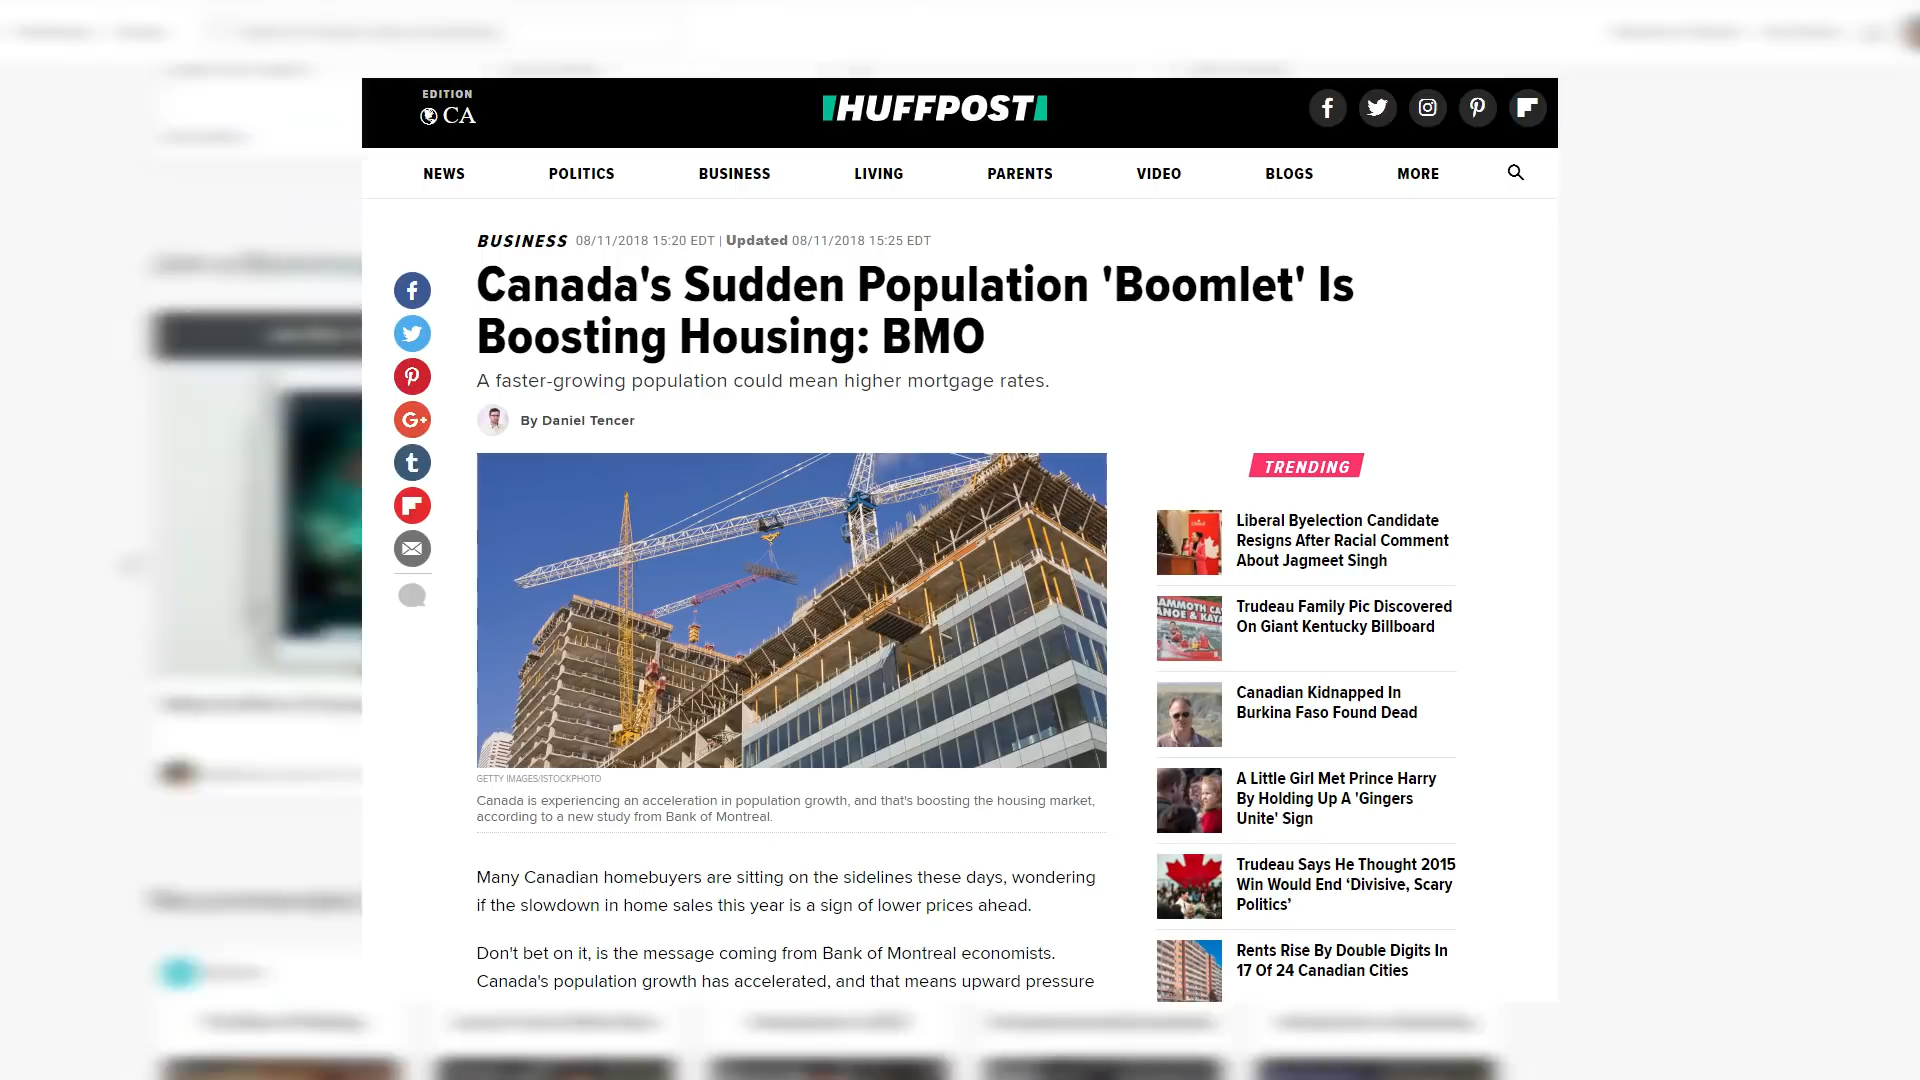 EDITION
CA
HUFFPOST
NEWS
POLITICS
BUSINESS
LIVING
PARENTS
VIDEO
BLOGS
MORE
BUSINESS 08/11/2018 15:20 EDT | Updated 08/11/2018 15:25 EDT
Canada's Sudden Population 'Boomlet' Is
Boosting Housing: BMO
A faster-growing population could mean higher mortgage rates.
By Daniel Tencer
GETTY IMAGES/ISTOCKPHOTO
Canada is experiencing an acceleration in population growth, and that's boosting the housing market,
according to a new study from Bank of Montreal.
Many Canadian homebuyers are sitting on the sidelines these days, wondering
if the slowdown in home sales this year is a sign of lower prices ahead.
Don't bet on it, is the message coming from Bank of Montreal economists.
Canada's population growth has accelerated, and that means upward pressure
TRENDING
Liberal Byelection Candidate
Resigns After Racial Comment
About Jagmeet Singh
Trudeau Family Pic Discovered
On Giant Kentucky Billboard
Canadian Kidnapped In
Burkina Faso Found Dead
A Little Girl Met Prince Harry
By Holding Up A 'Gingers
Unite' Sign
Trudeau Says He Thought 2015
Win Would End ‘Divisive, Scary
Politics’
Rents Rise By Double Digits In
17 Of 24 Canadian Cities